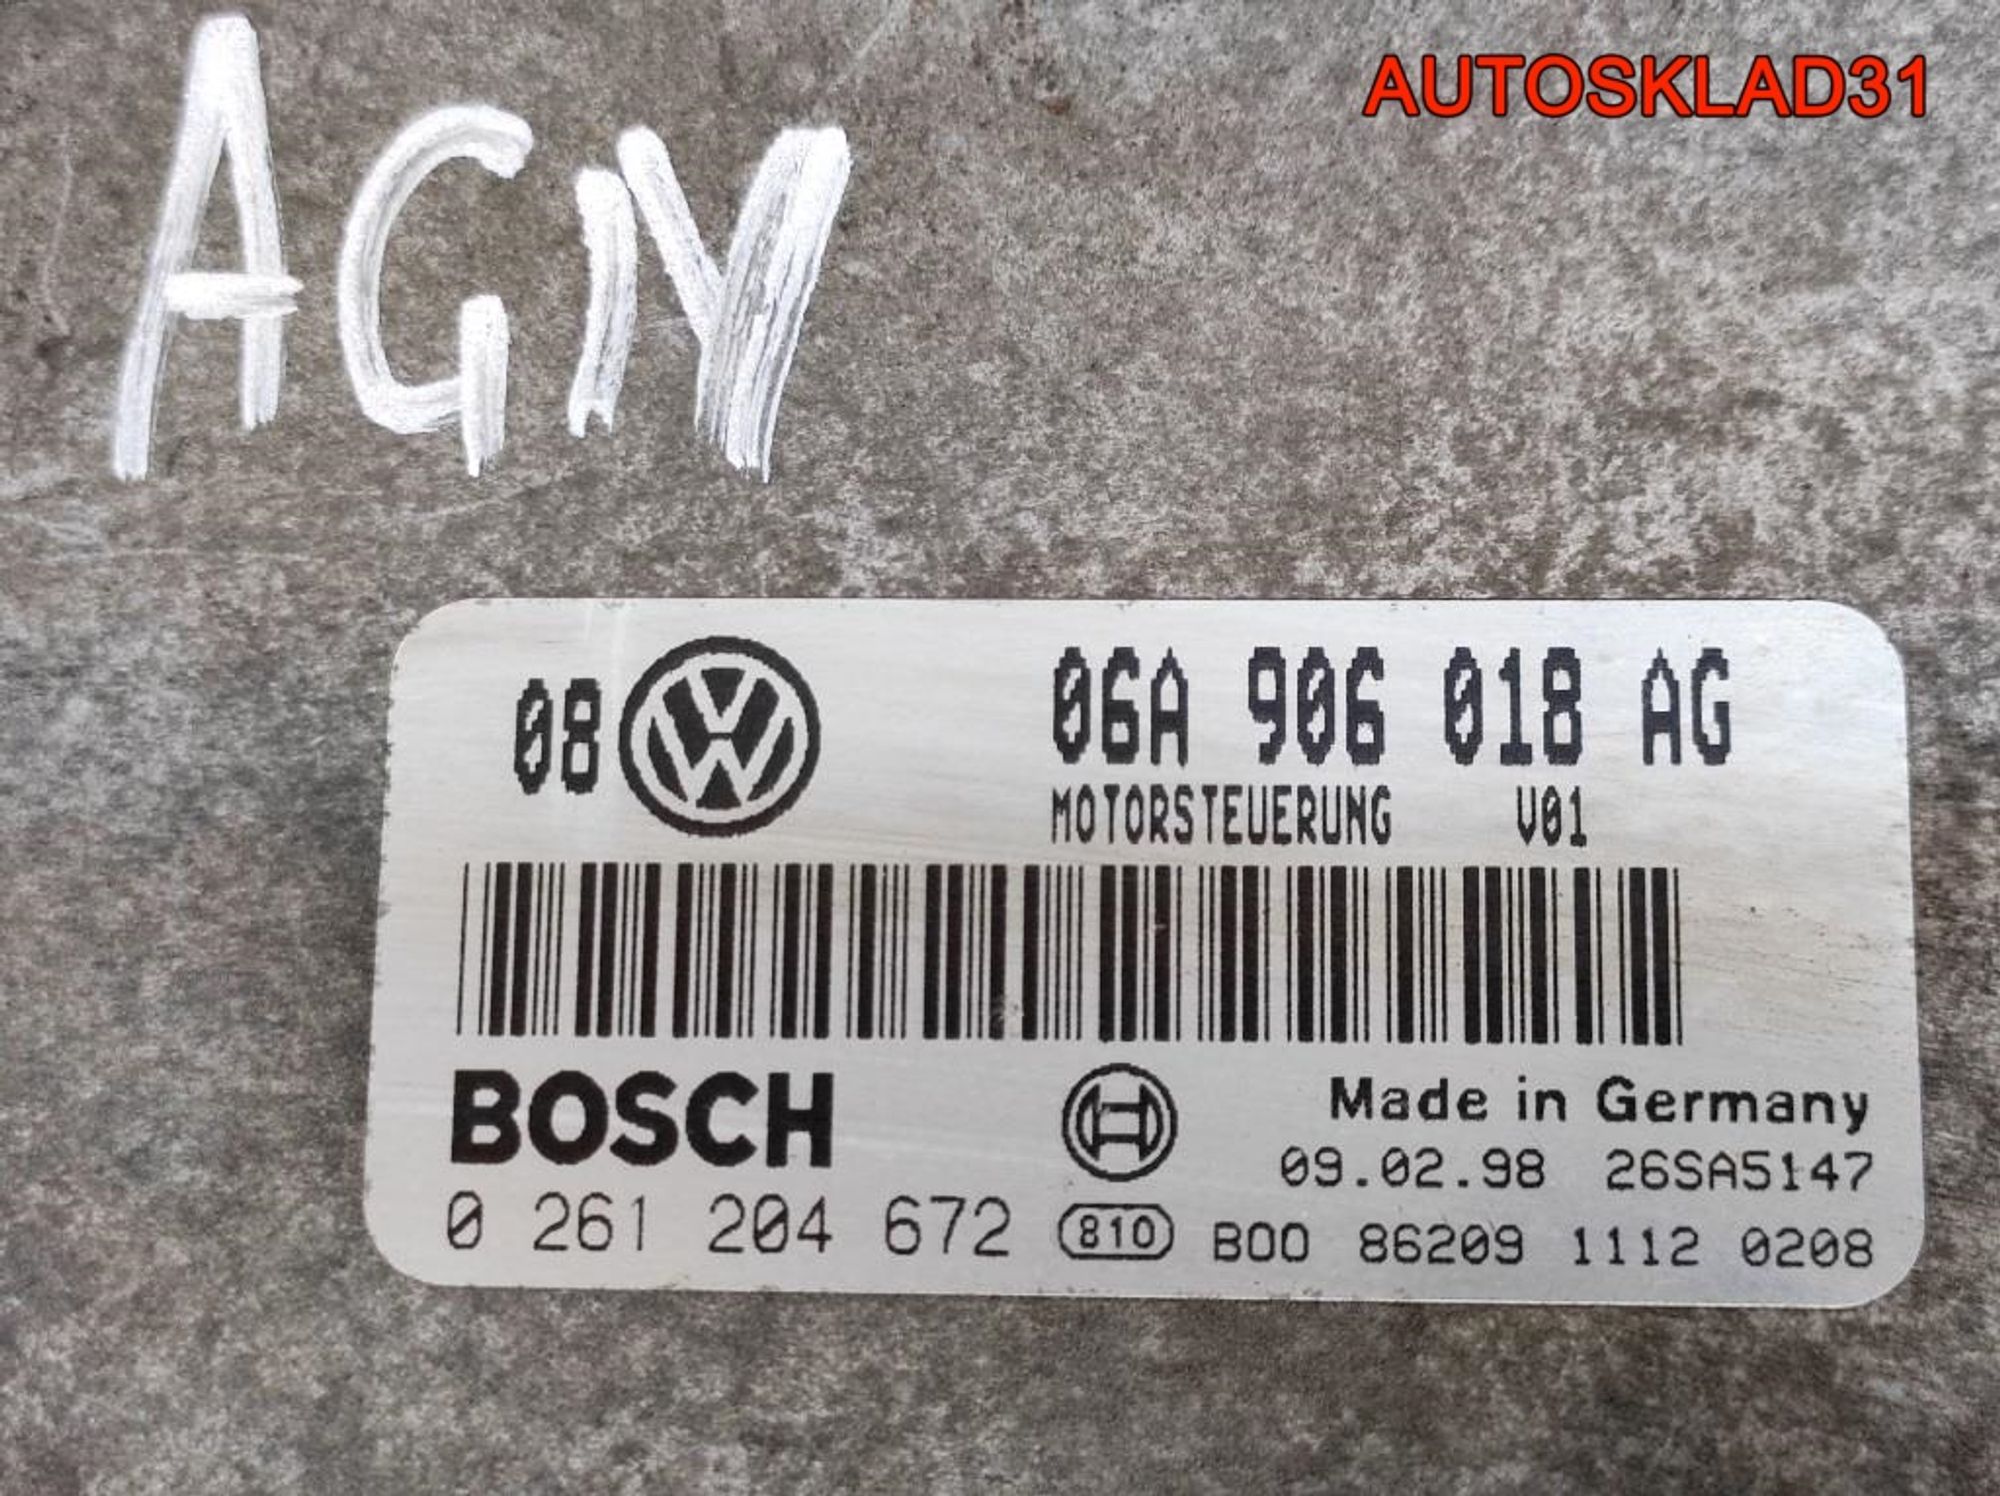 AUTOSKLAD31
AGN
08 06A 906 018 AG
MOTORSTEUERUNG V01
BOSCH
Made in Germany
09.02.98 26SA5147
0 261 204 672 810 B00 86209 1112 0208